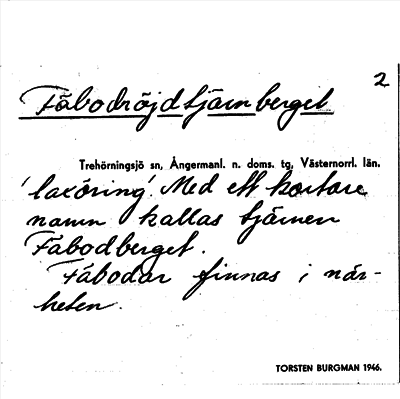 2
Fäbodröjdtjärnberget
Trehörningsjö sn, Ångermanl. n. doms. tg, Västernorrl. län.
'laxöring'. Med ett kortare
namn kallas tjärnen
Fäbodberget.
Fäbodar finnas i när-
heten.
TORSTEN BURGMAN 1946.